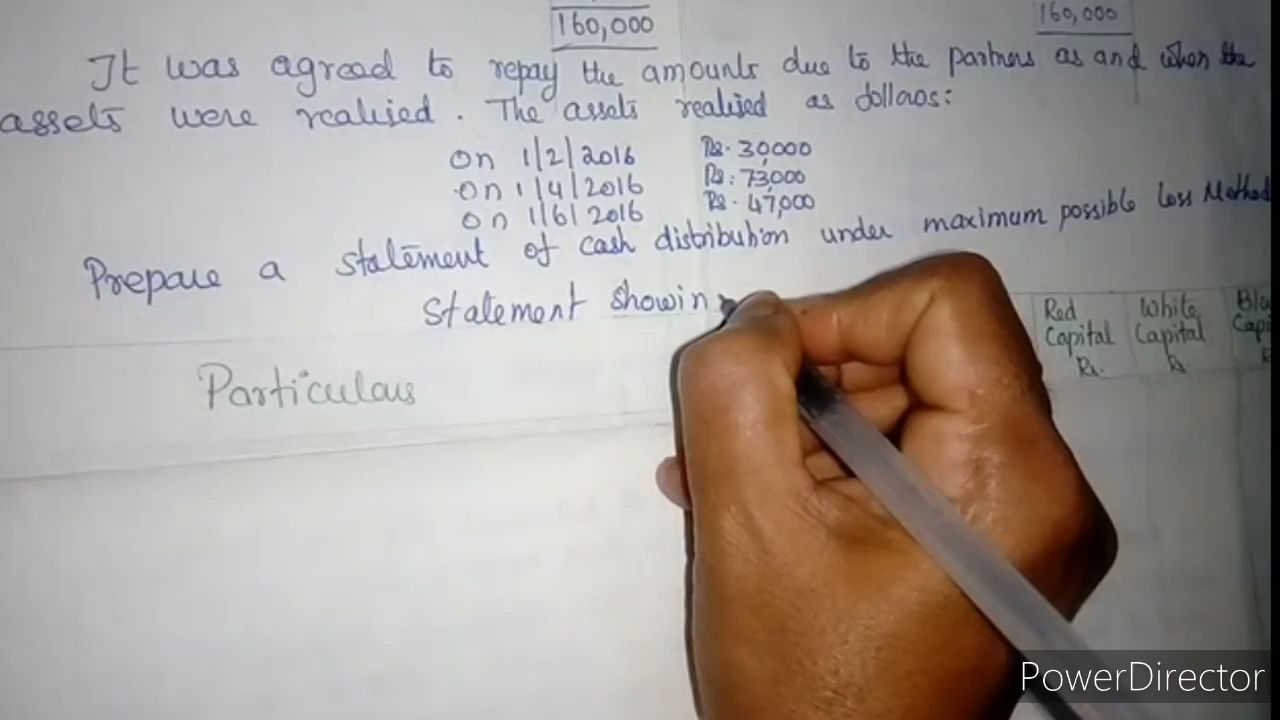 160,000 160,000
It was agreed to repay the amounts due to the partners as and when the
assets were realised. The assets realised as follows:
on 1/2/2016 Rs. 30,000
on 1/4/2016 Rs. 73,000
on 1/6/2016 Rs. 47,000
Prepare a statement of cash distribution under maximum possible loss Method
Statement showin
Particulars
Red Capital Rs.
White Capital Rs
Blu Capi
PowerDirector